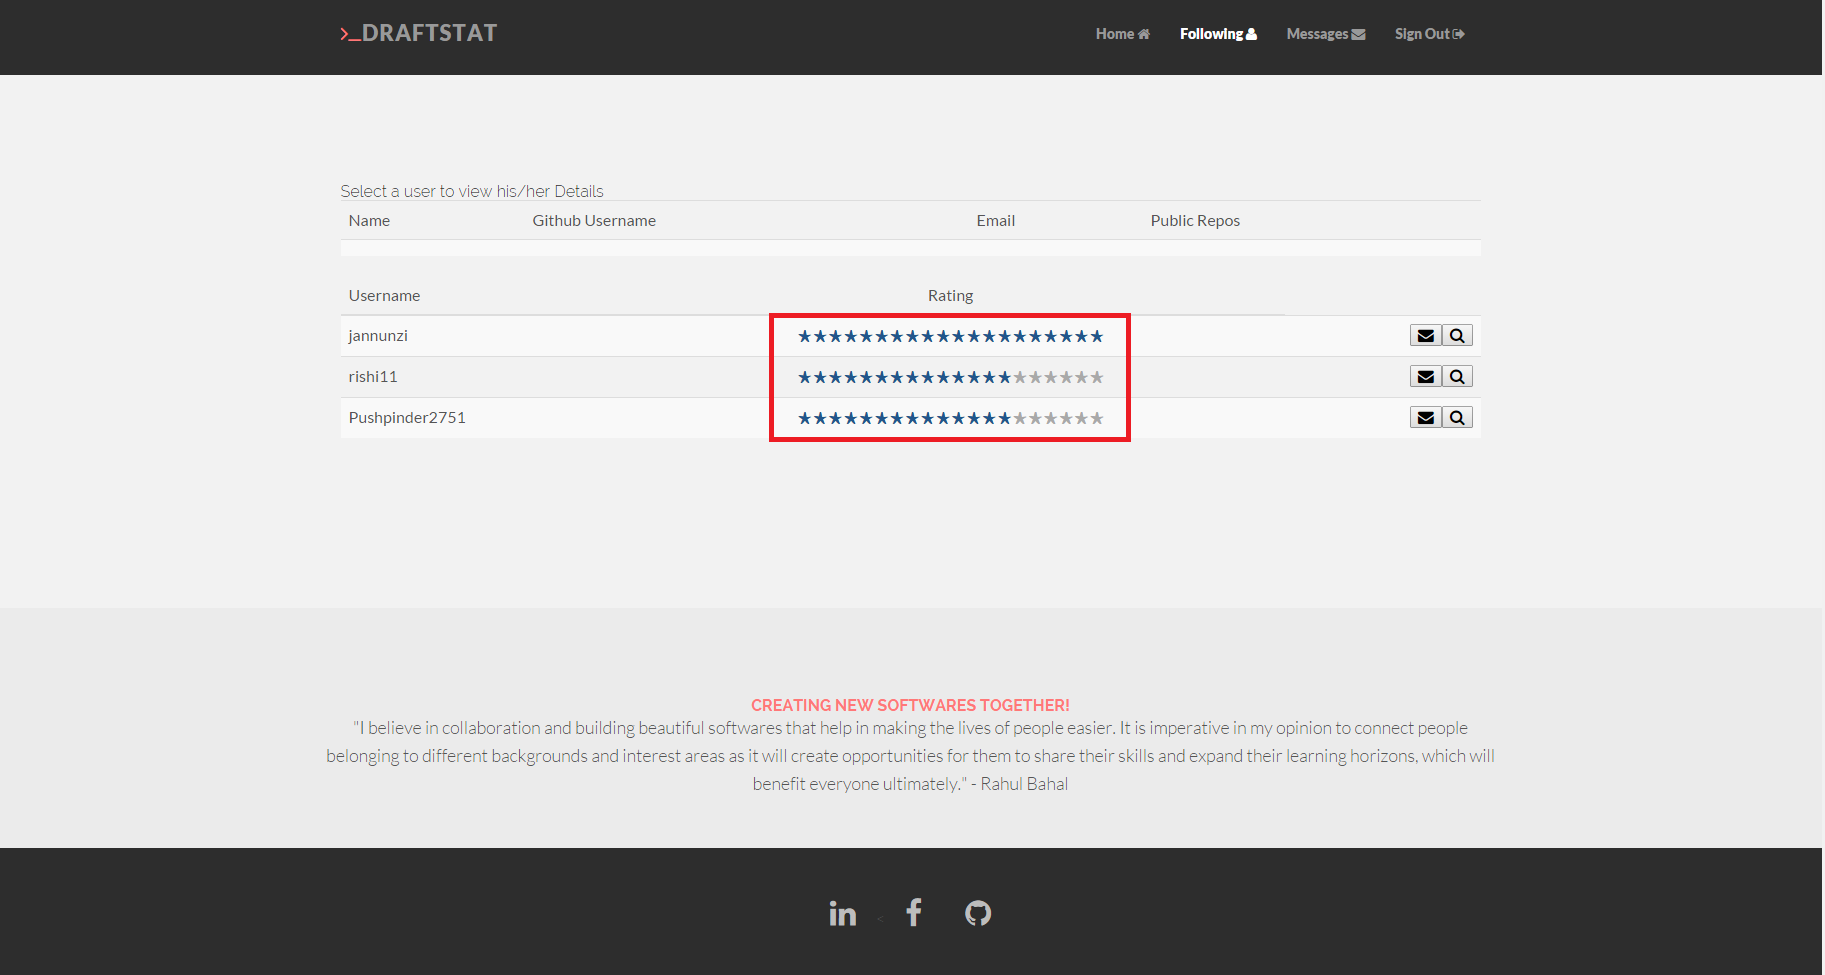 >_DRAFTSTAT
Home Following Messages Sign Out
Select a user to view his/her Details
Name Github Username Email Public Repos
Username Rating
jannunzi
rishi11
Pushpinder2751
CREATING NEW SOFTWARES TOGETHER!
"I believe in collaboration and building beautiful softwares that help in making the lives of people easier. It is imperative in my opinion to connect people
belonging to different backgrounds and interest areas as it will create opportunities for them to share their skills and expand their learning horizons, which will
benefit everyone ultimately." - Rahul Bahal
in < f